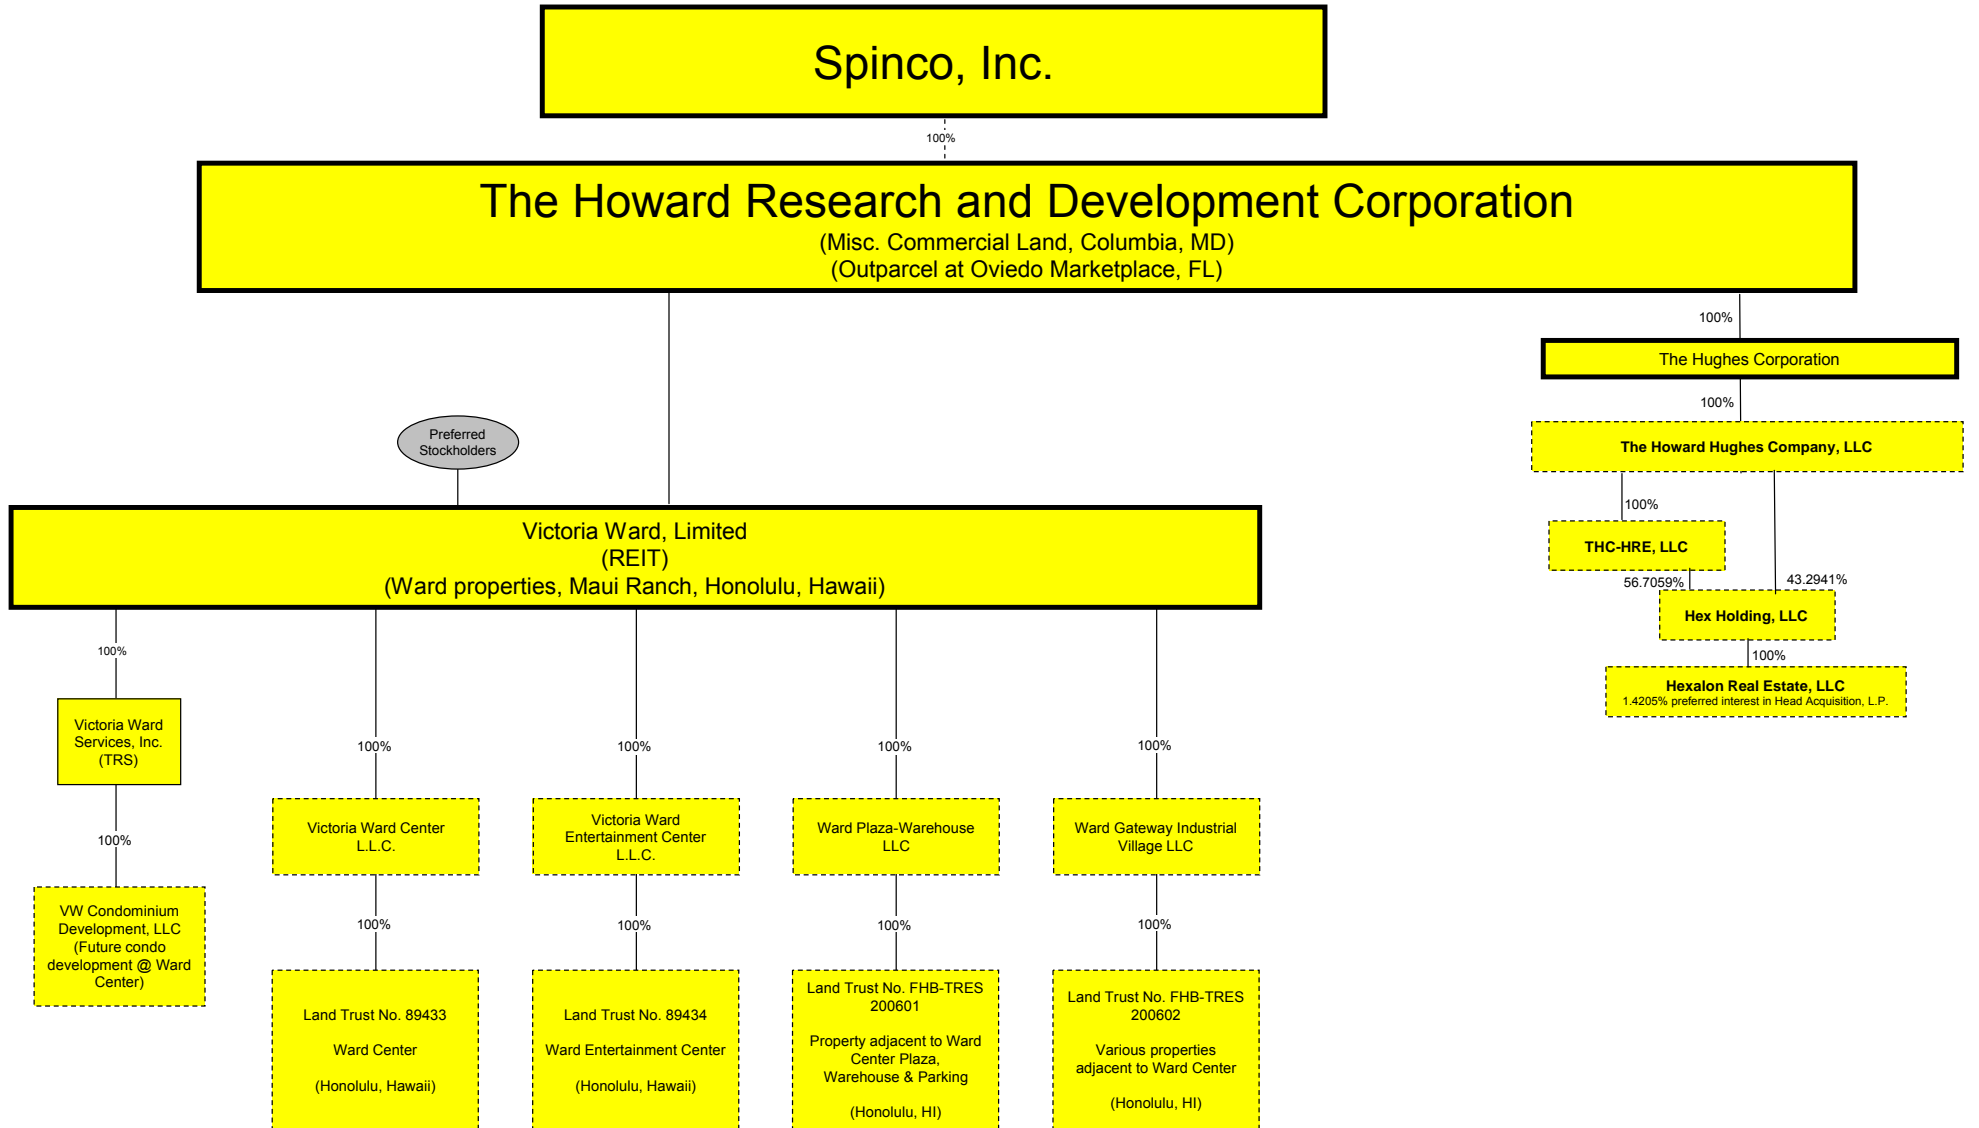 Spinco, Inc.
100%
The Howard Research and Development Corporation
(Misc. Commercial Land, Columbia, MD)
(Outparcel at Oviedo Marketplace, FL)
100%
The Hughes Corporation
100%
The Howard Hughes Company, LLC
100%
THC-HRE, LLC
56.7059%
43.2941%
Hex Holding, LLC
100%
Hexalon Real Estate, LLC
1.4205% preferred interest in Head Acquisition, L.P.
Preferred
Stockholders
Victoria Ward, Limited
(REIT)
(Ward properties, Maui Ranch, Honolulu, Hawaii)
100%
Victoria Ward
Services, Inc.
(TRS)
100%
VW Condominium
Development, LLC
(Future condo
development @ Ward
Center)
100%
Victoria Ward Center
L.L.C.
100%
Land Trust No. 89433
Ward Center
(Honolulu, Hawaii)
100%
Victoria Ward
Entertainment Center
L.L.C.
100%
Land Trust No. 89434
Ward Entertainment Center
(Honolulu, Hawaii)
100%
Ward Plaza-Warehouse
LLC
100%
Land Trust No. FHB-TRES
200601
Property adjacent to Ward
Center Plaza,
Warehouse & Parking
(Honolulu, HI)
100%
Ward Gateway Industrial
Village LLC
100%
Land Trust No. FHB-TRES
200602
Various properties
adjacent to Ward Center
(Honolulu, HI)